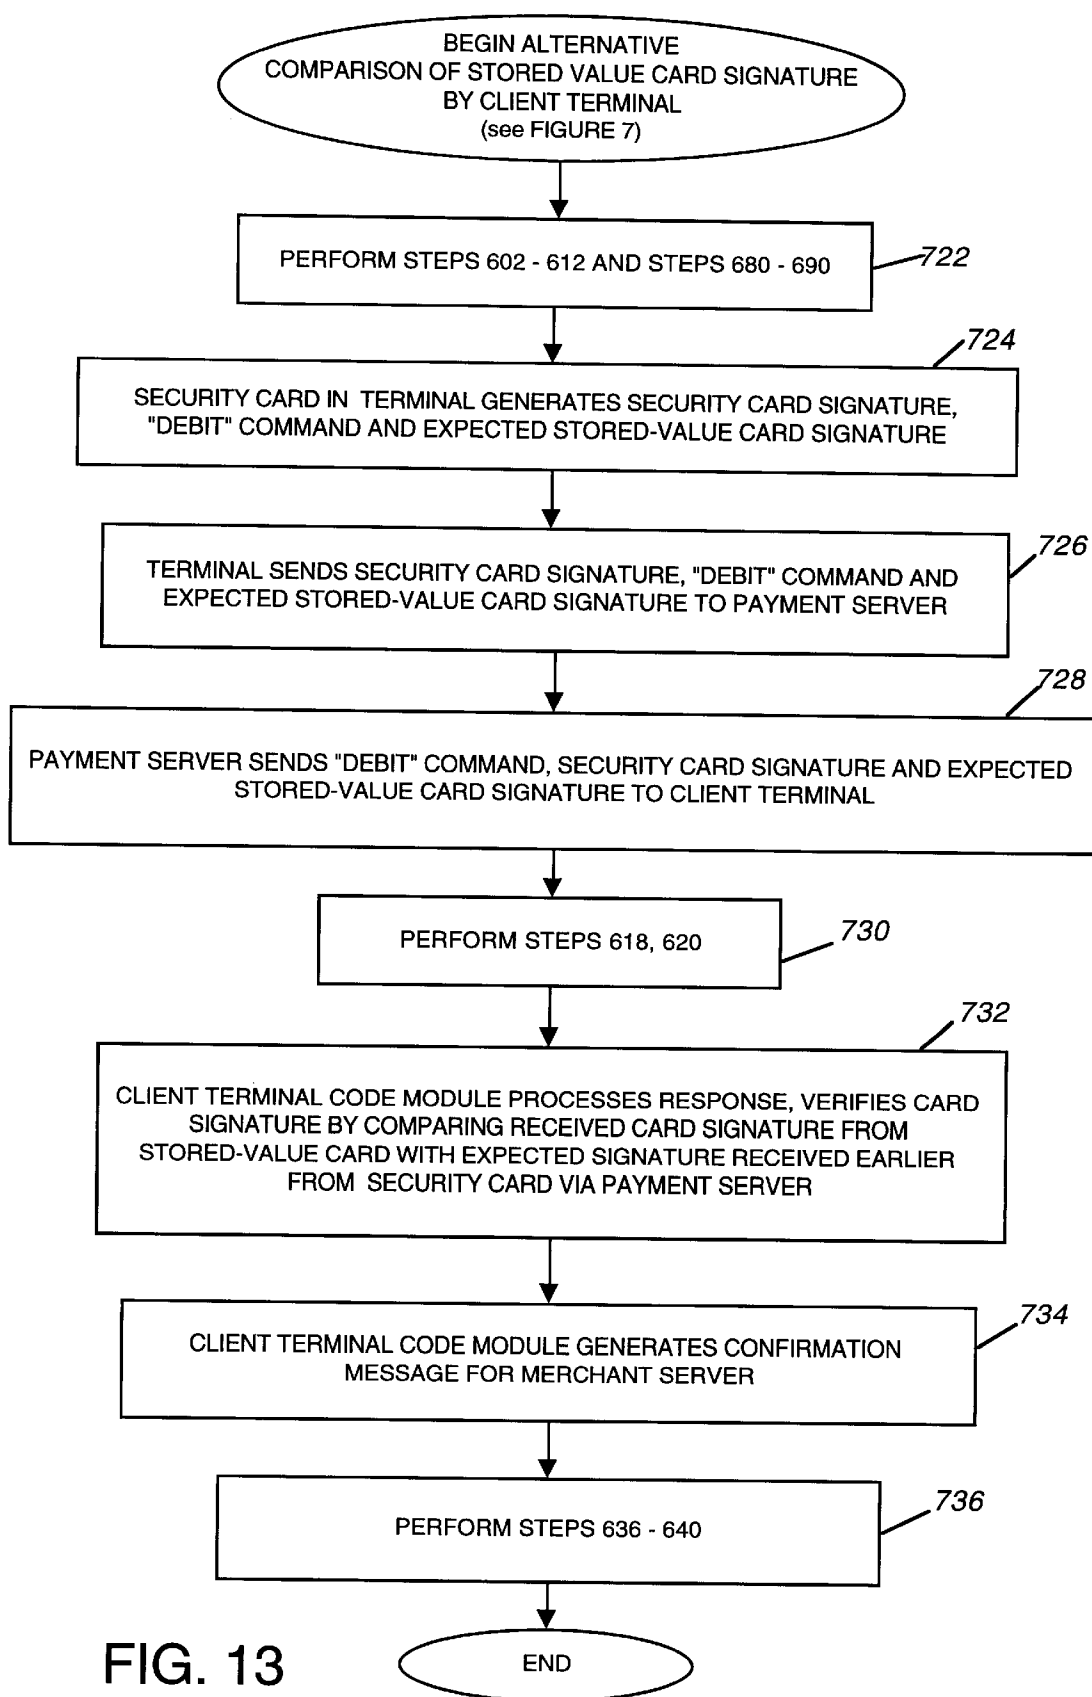 BEGIN ALTERNATIVE
COMPARISON OF STORED VALUE CARD SIGNATURE
BY CLIENT TERMINAL
(see FIGURE 7)
PERFORM STEPS 602 - 612 AND STEPS 680 - 690
722
724
SECURITY CARD IN TERMINAL GENERATES SECURITY CARD SIGNATURE,
"DEBIT" COMMAND AND EXPECTED STORED-VALUE CARD SIGNATURE
726
TERMINAL SENDS SECURITY CARD SIGNATURE, "DEBIT" COMMAND AND
EXPECTED STORED-VALUE CARD SIGNATURE TO PAYMENT SERVER
728
PAYMENT SERVER SENDS "DEBIT" COMMAND, SECURITY CARD SIGNATURE AND EXPECTED
STORED-VALUE CARD SIGNATURE TO CLIENT TERMINAL
PERFORM STEPS 618, 620
730
732
CLIENT TERMINAL CODE MODULE PROCESSES RESPONSE, VERIFIES CARD
SIGNATURE BY COMPARING RECEIVED CARD SIGNATURE FROM
STORED-VALUE CARD WITH EXPECTED SIGNATURE RECEIVED EARLIER
FROM SECURITY CARD VIA PAYMENT SERVER
734
CLIENT TERMINAL CODE MODULE GENERATES CONFIRMATION
MESSAGE FOR MERCHANT SERVER
736
PERFORM STEPS 636 - 640
END
FIG. 13